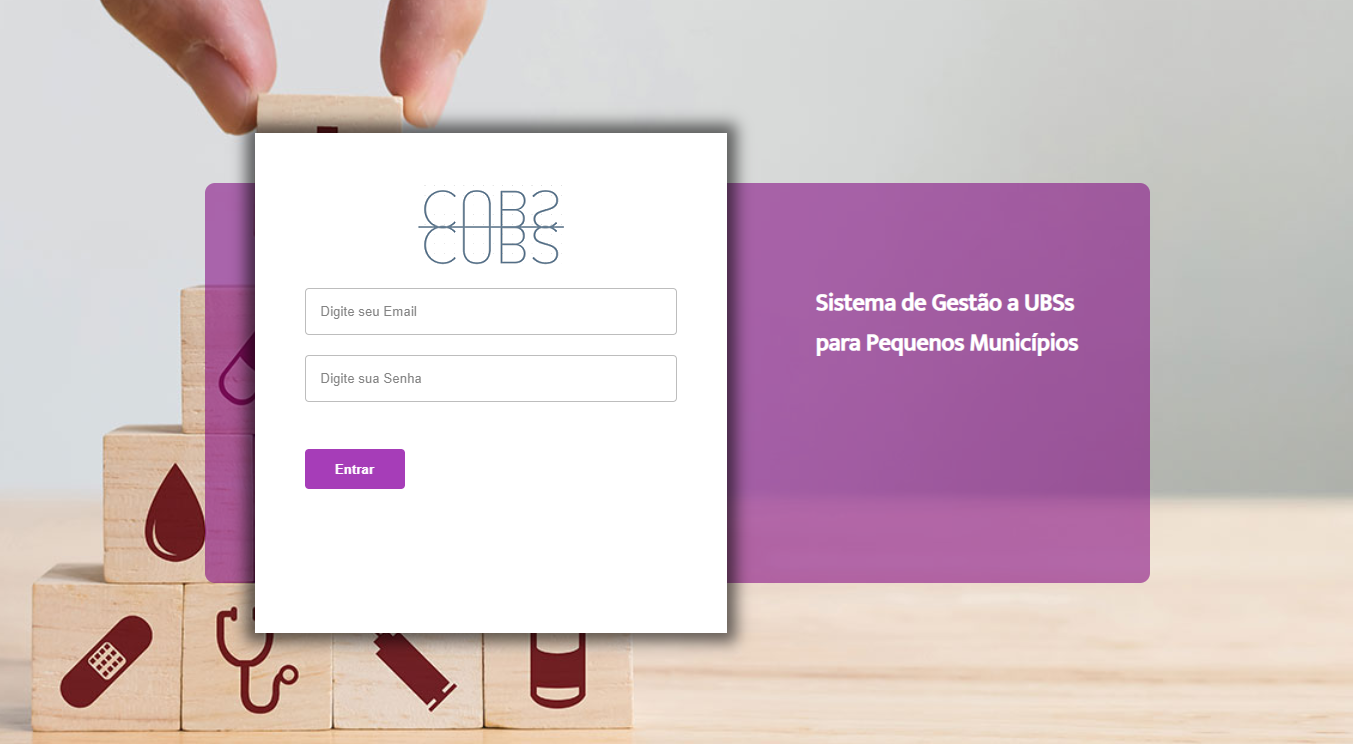 CUBS
Digite seu Email
Digite sua Senha
Entrar
Sistema de Gestão a UBSs
para Pequenos Municípios